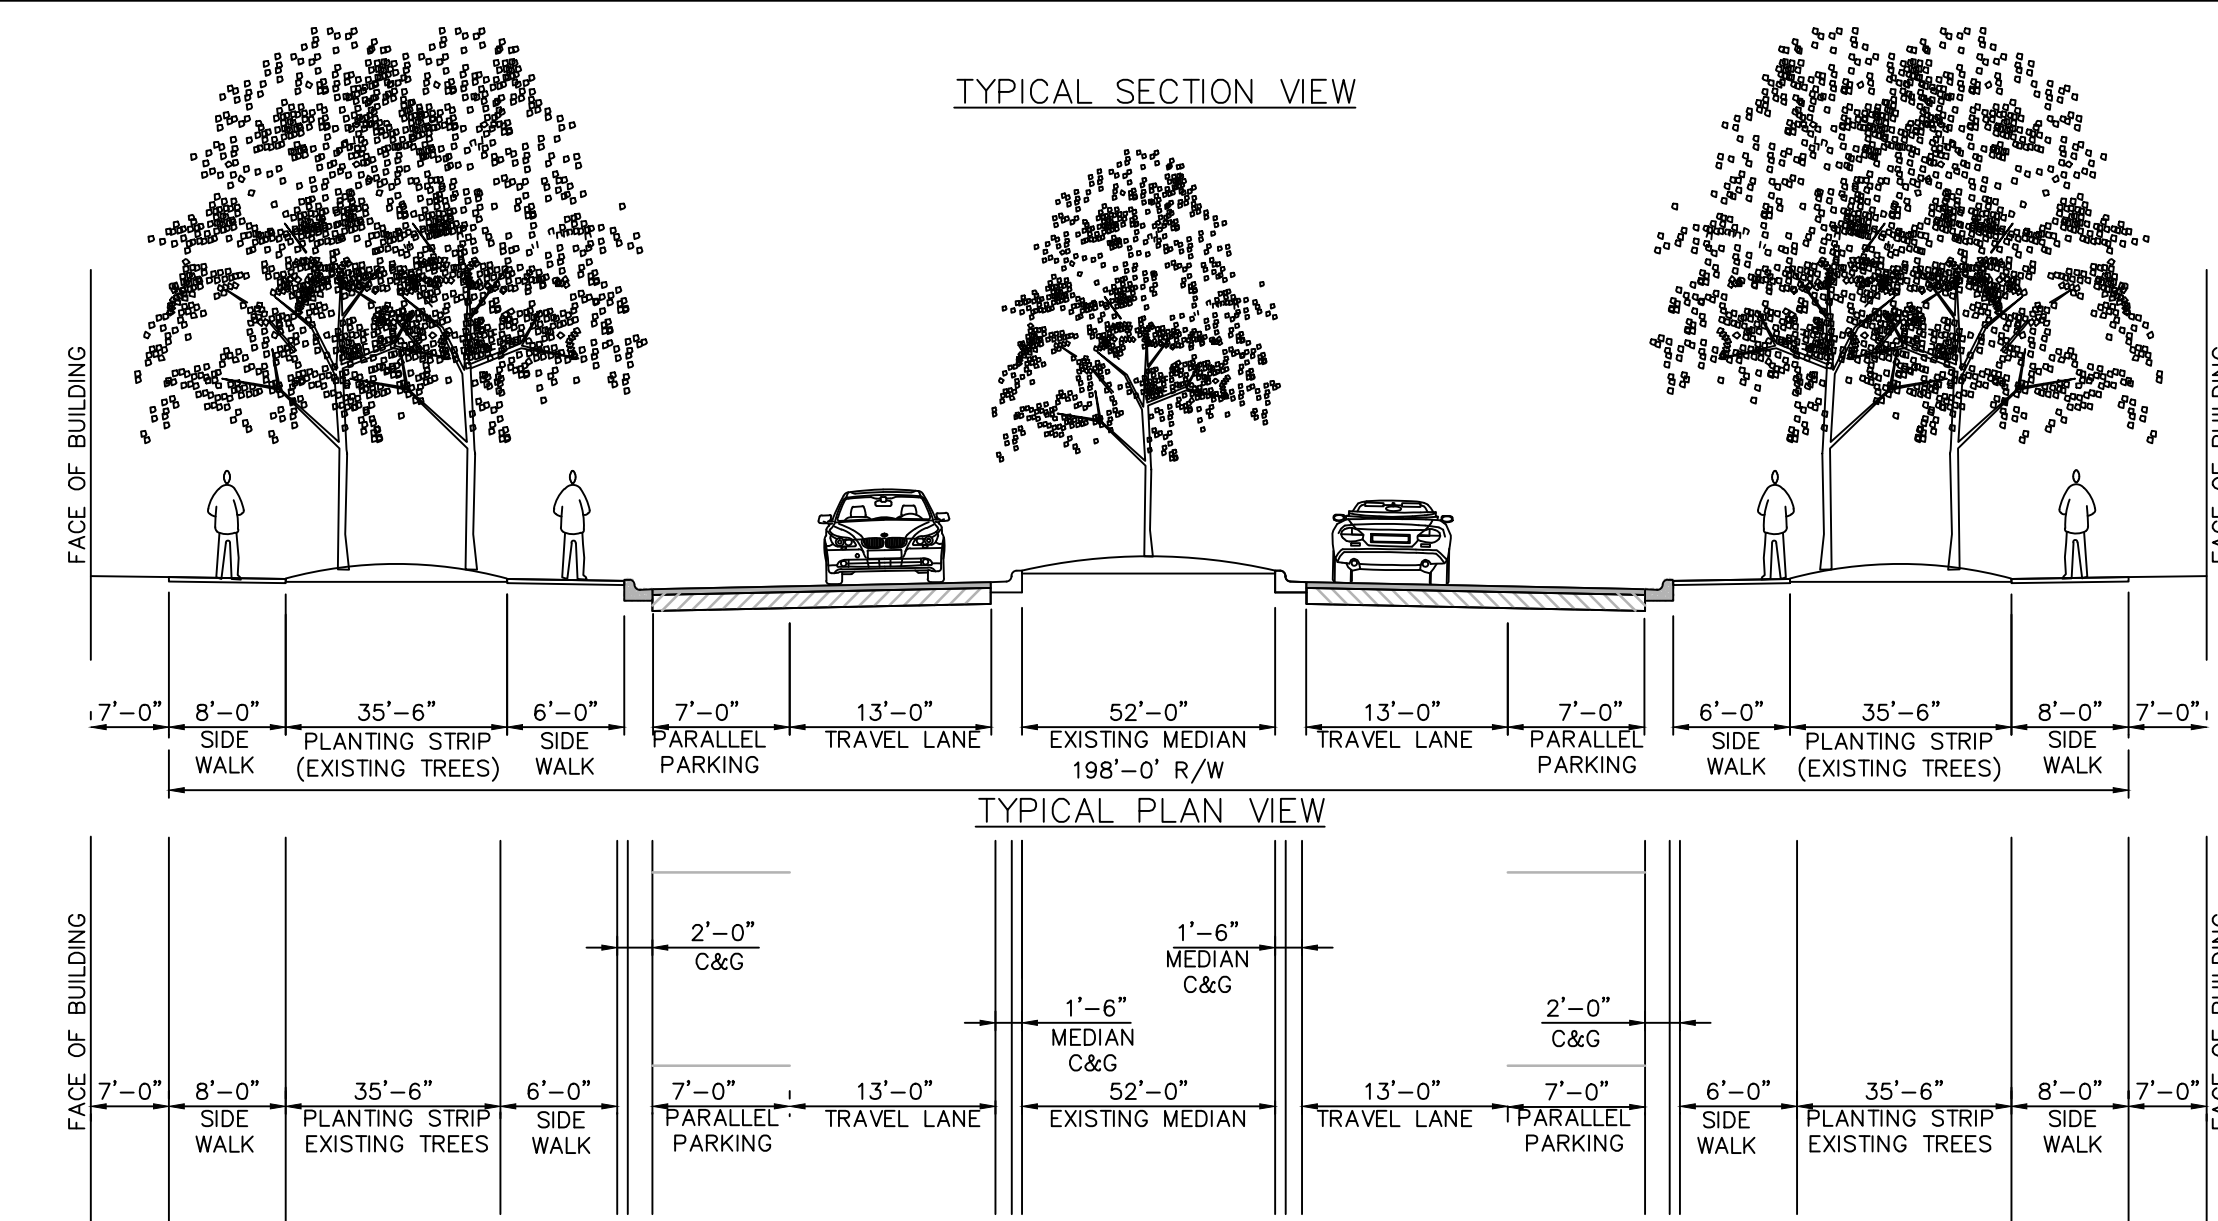 TYPICAL SECTION VIEW
FACE OF BUILDING
FACE OF BUILDING
7'-0" 8'-0" 35'-6" 6'-0" 7'-0" 13'-0" 52'-0" 13'-0" 7'-0" 6'-0" 35'-6" 8'-0" 7'-0"
SIDE PLANTING STRIP SIDE PARALLEL TRAVEL LANE EXISTING MEDIAN TRAVEL LANE PARALLEL SIDE PLANTING STRIP SIDE
WALK (EXISTING TREES) WALK PARKING 198'-0' R/W PARKING WALK (EXISTING TREES) WALK
TYPICAL PLAN VIEW
FACE OF BUILDING
FACE OF BUILDING
2'-0"
C&G
1'-6"
MEDIAN
C&G
1'-6"
MEDIAN
C&G
2'-0"
C&G
7'-0" 8'-0" 35'-6" 6'-0" 7'-0" 13'-0" 52'-0" 13'-0" 7'-0" 6'-0" 35'-6" 8'-0" 7'-0"
SIDE PLANTING STRIP SIDE PARALLEL TRAVEL LANE EXISTING MEDIAN TRAVEL LANE PARALLEL SIDE PLANTING STRIP SIDE
WALK EXISTING TREES WALK PARKING PARKING WALK EXISTING TREES WALK